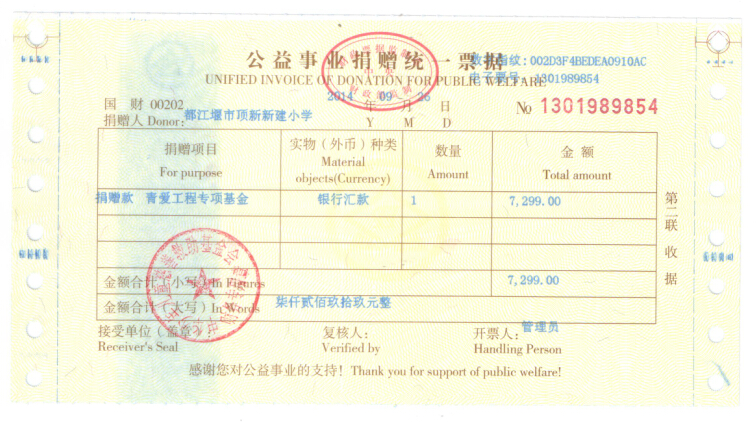 公益事业捐赠统一票据
UNIFIED INVOICE OF DONATION FOR PUBLIC WELFARE
数据指纹:002D3F4BEDEA0910AC
电子票号: 1301989854
国 财 00202
2014 年 09 月 26 日
Y M D
№ 1301989854
捐赠人 Donor: 都江堰市顶新新建小学
捐赠项目 实物（外币）种类 数量 金 额
For purpose Material objects(Currency) Amount Total amount
捐赠款 青爱工程专项基金 银行汇款 1 7,299.00
金额合计（小写）In Figures 7,299.00
金额合计（大写）In Words 柒仟贰佰玖拾玖元整
第二联 收据
接受单位（盖章） 复核人： 开票人： 管理员
Receiver's Seal Verified by Handling Person
感谢您对公益事业的支持！Thank you for support of public welfare!